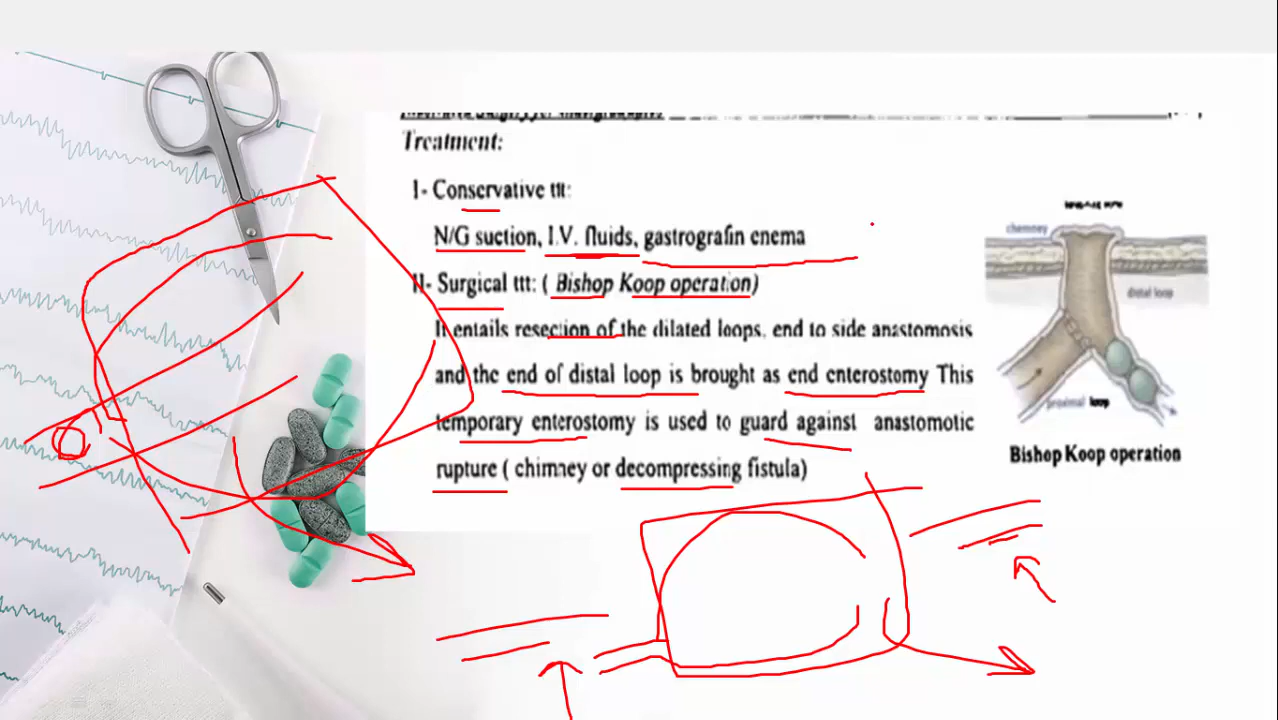 Treatment:
I- Conservative ttt:
N/G suction, I.V. fluids, gastrografin enema
II- Surgical ttt: ( Bishop Koop operation)
It entails resection of the dilated loops, end to side anastomosis
and the end of distal loop is brought as end enterostomy This
temporary enterostomy is used to guard against anastomotic
rupture ( chimney or decompressing fistula)
chimney
distal loop
proximal loop
Bishop Koop operation